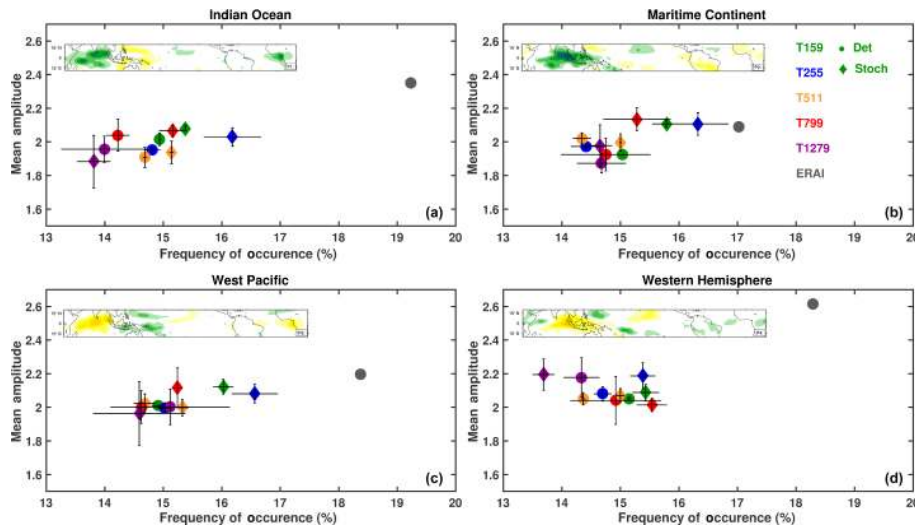 Indian Ocean
2.6
2.4
2.2
2
1.8
1.6
Mean amplitude
(a)
13 14 15 16 17 18 19 20
Frequency of occurence (%)
Maritime Continent
2.6
2.4
2.2
2
1.8
1.6
Mean amplitude
T159 Det
T255 Stoch
T511
T799
T1279
ERAI
(b)
13 14 15 16 17 18 19 20
Frequency of occurence (%)
West Pacific
2.6
2.4
2.2
2
1.8
1.6
Mean amplitude
(c)
13 14 15 16 17 18 19 20
Frequency of occurence (%)
Western Hemisphere
2.6
2.4
2.2
2
1.8
1.6
Mean amplitude
(d)
13 14 15 16 17 18 19 20
Frequency of occurence (%)